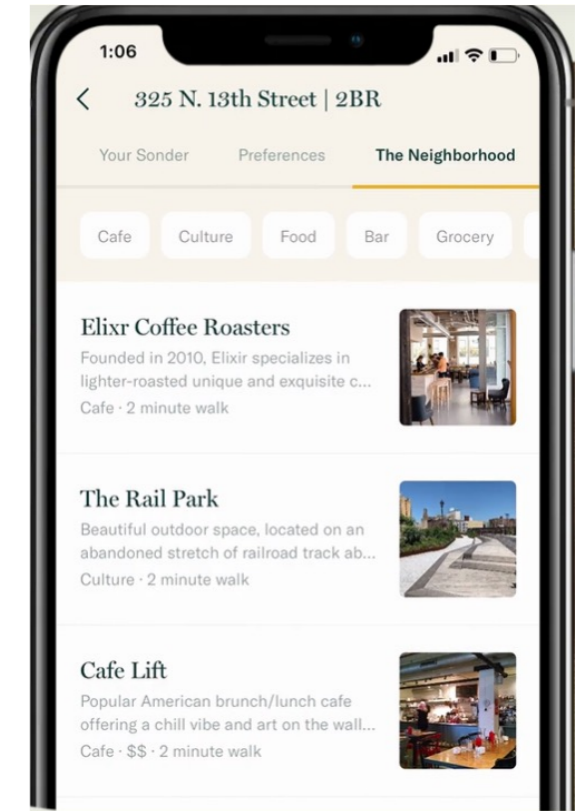 1:06
325 N. 13th Street | 2BR
Your Sonder Preferences The Neighborhood
Cafe Culture Food Bar Grocery
Elixr Coffee Roasters
Founded in 2010, Elixir specializes in
lighter-roasted unique and exquisite c...
Cafe · 2 minute walk
The Rail Park
Beautiful outdoor space, located on an
abandoned stretch of railroad track ab...
Culture · 2 minute walk
Cafe Lift
Popular American brunch/lunch cafe
offering a chill vibe and art on the wall...
Cafe · $$ · 2 minute walk